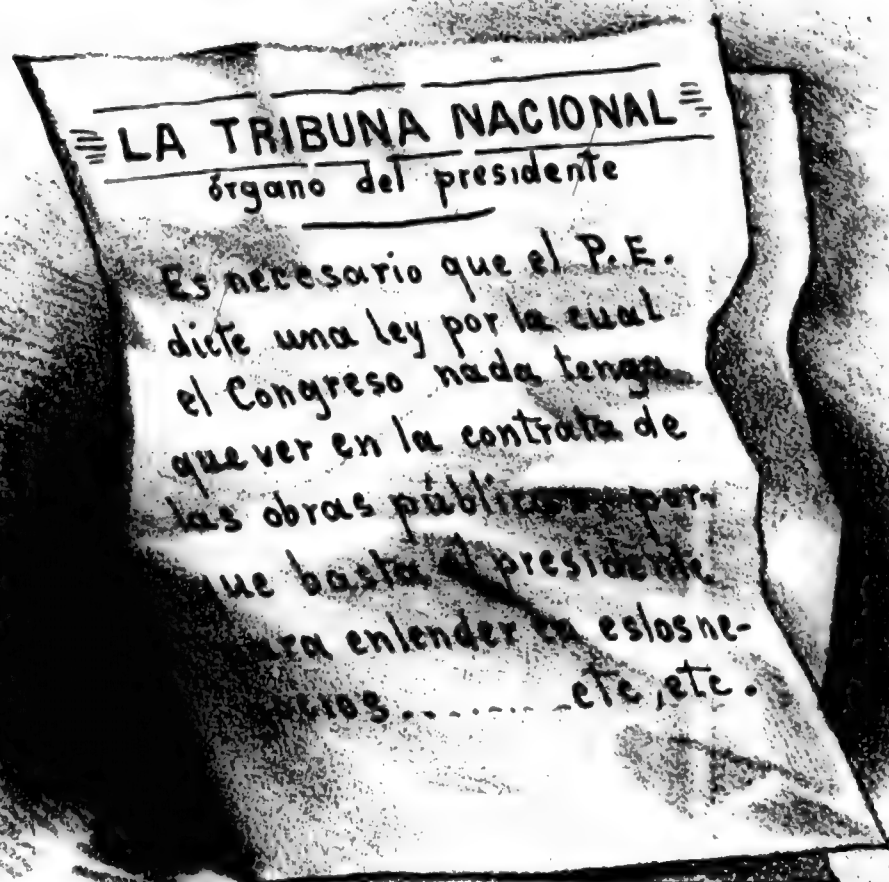 LA TRIBUNA NACIONAL
órgano del presidente
Es necesario que el P.E.
dicte una ley por la cual
el Congreso nada tenga
que ver en la contrata de
las obras públicas por-
ue basta el presidente
ara entender en estos ne-
etc, etc.